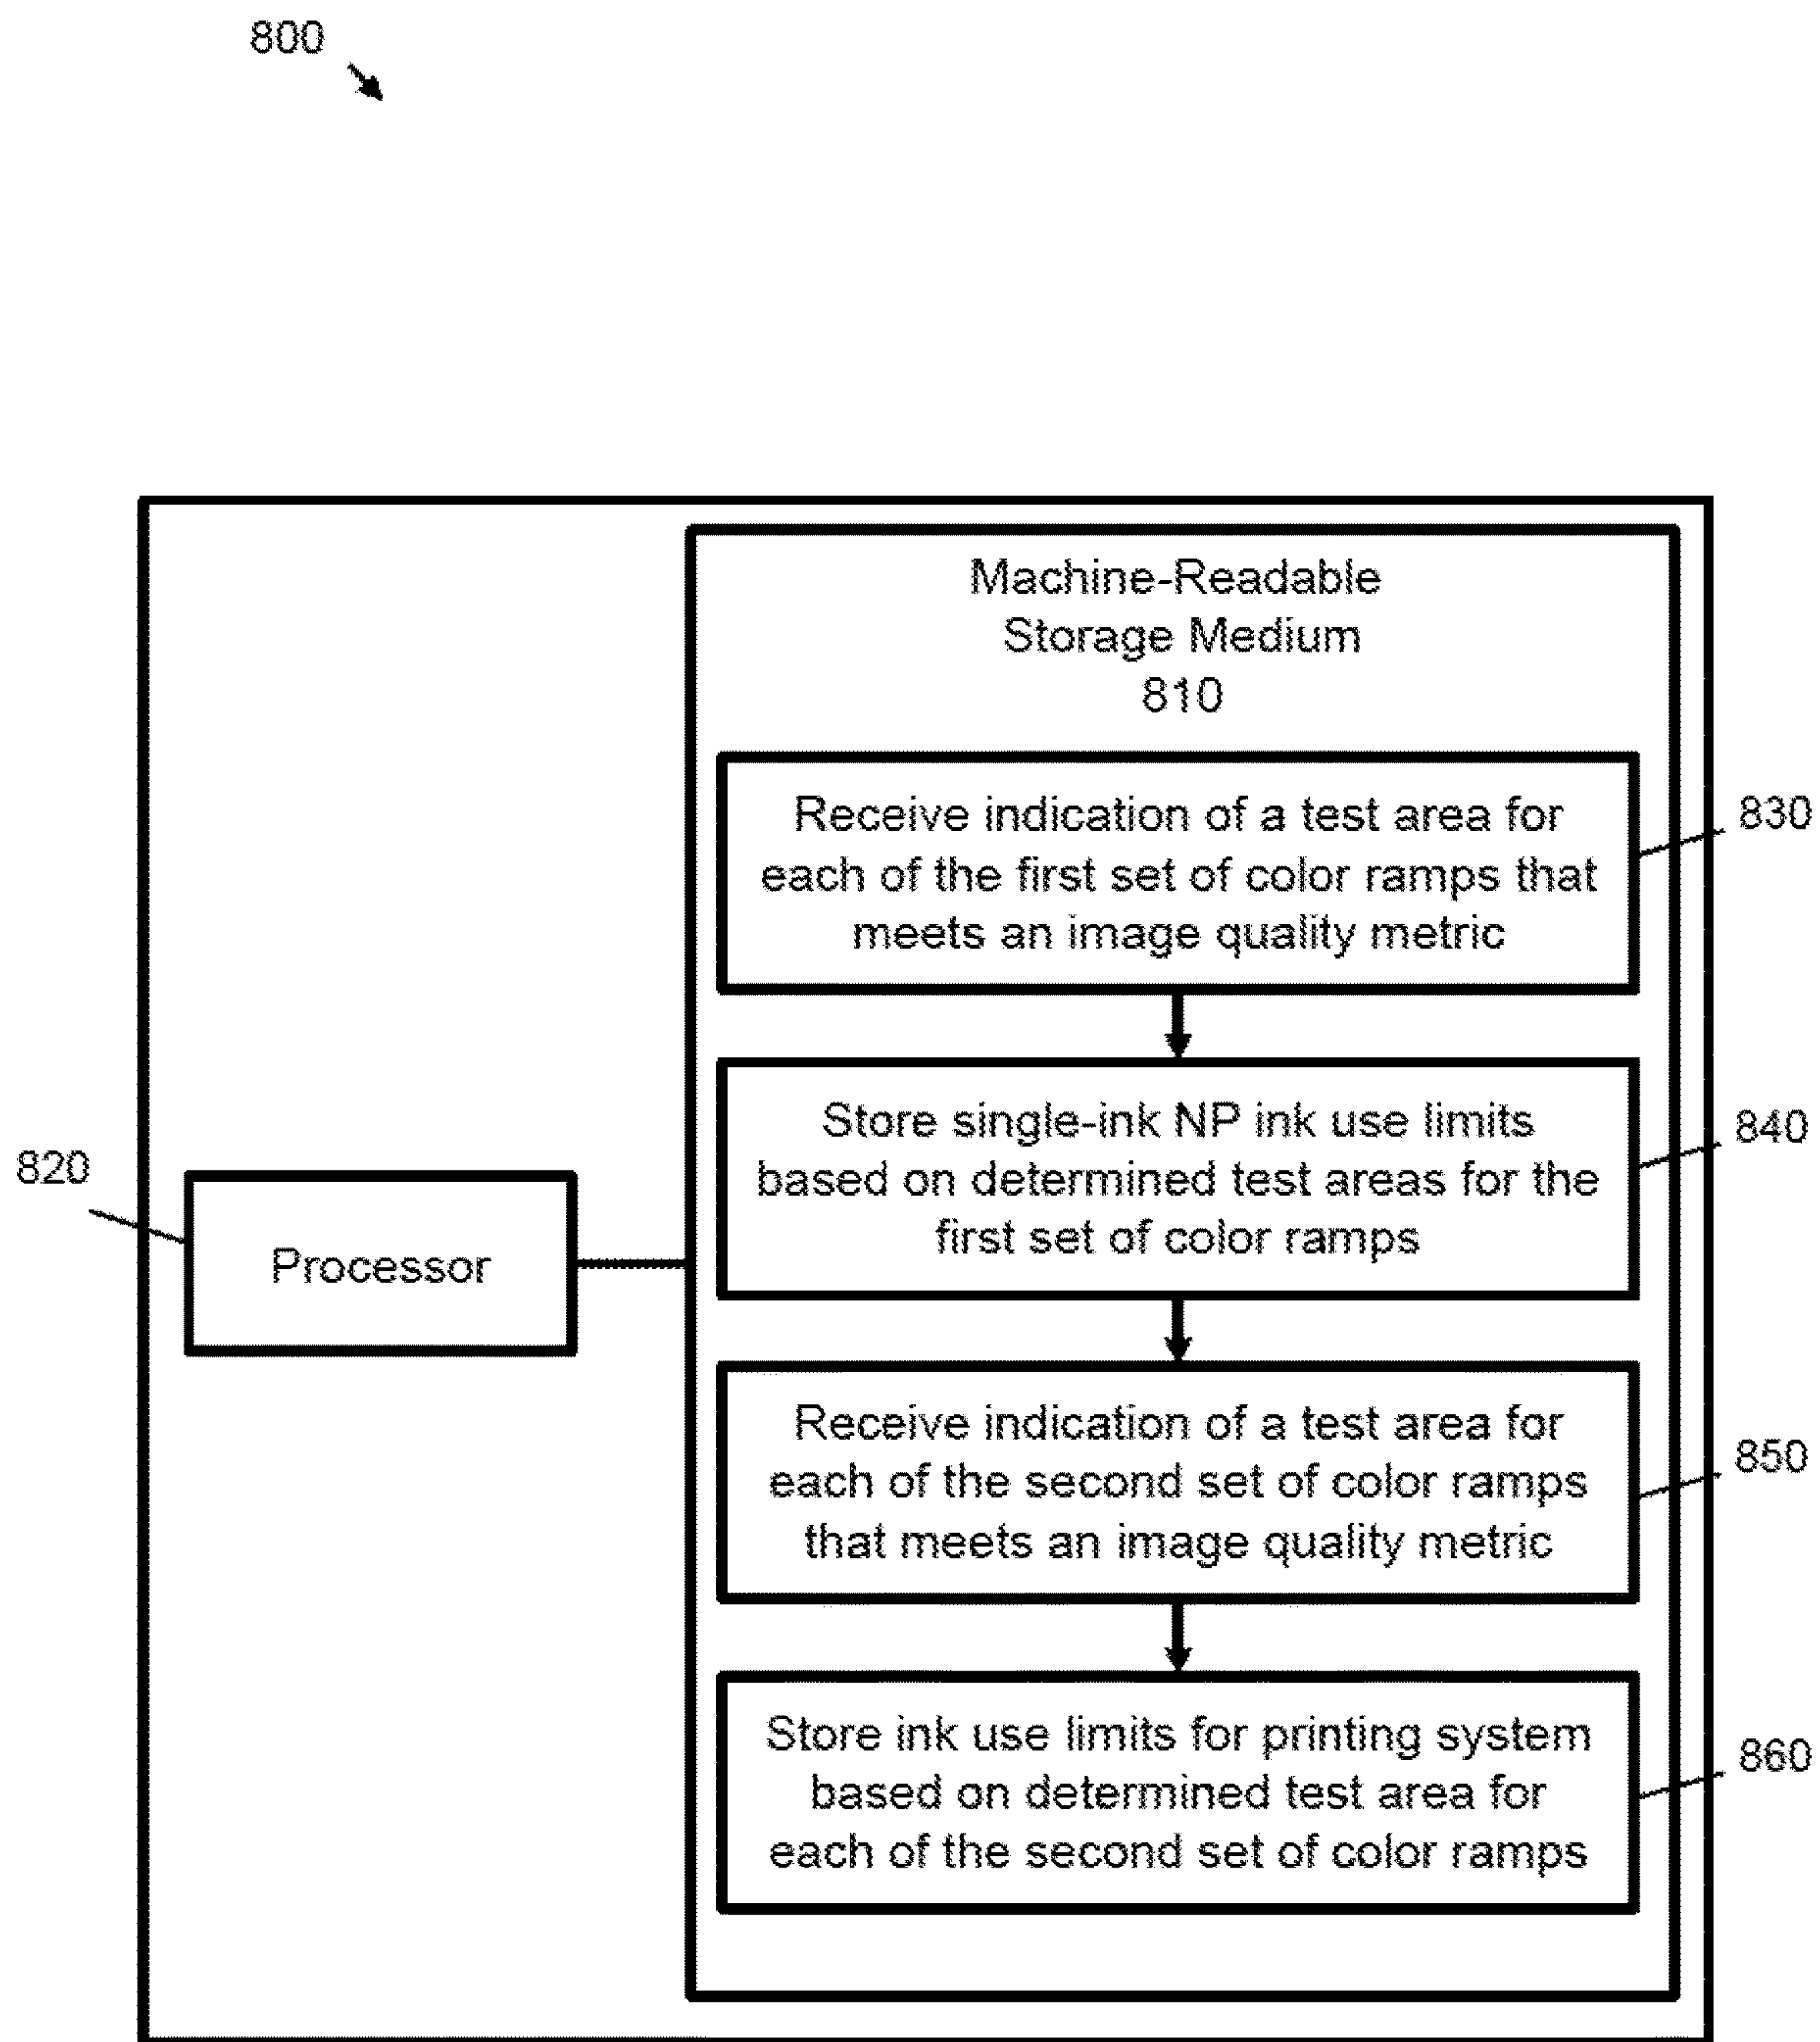 800
Machine-Readable
Storage Medium
810
Receive indication of a test area for
each of the first set of color ramps that
meets an image quality metric
830
Store single-ink NP ink use limits
based on determined test areas for the
first set of color ramps
840
820
Processor
Receive indication of a test area for
each of the second set of color ramps
that meets an image quality metric
850
Store ink use limits for printing system
based on determined test area for
each of the second set of color ramps
860